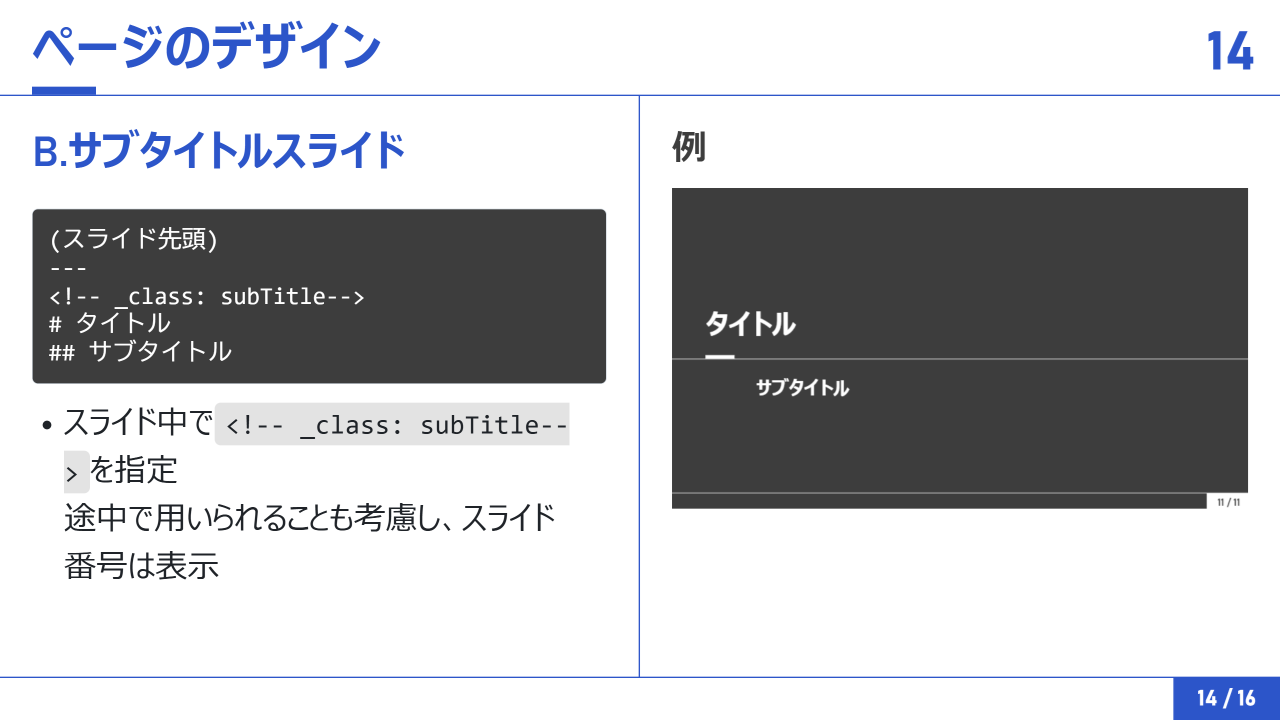 ページのデザイン
14
B.サブタイトルスライド
(スライド先頭)
---
<!-- _class: subTitle-->
# タイトル
## サブタイトル
• スライド中で <!-- _class: subTitle--
> を指定
途中で用いられることも考慮し、スライド
番号は表示
例
タイトル
サブタイトル
11 / 11
14 / 16